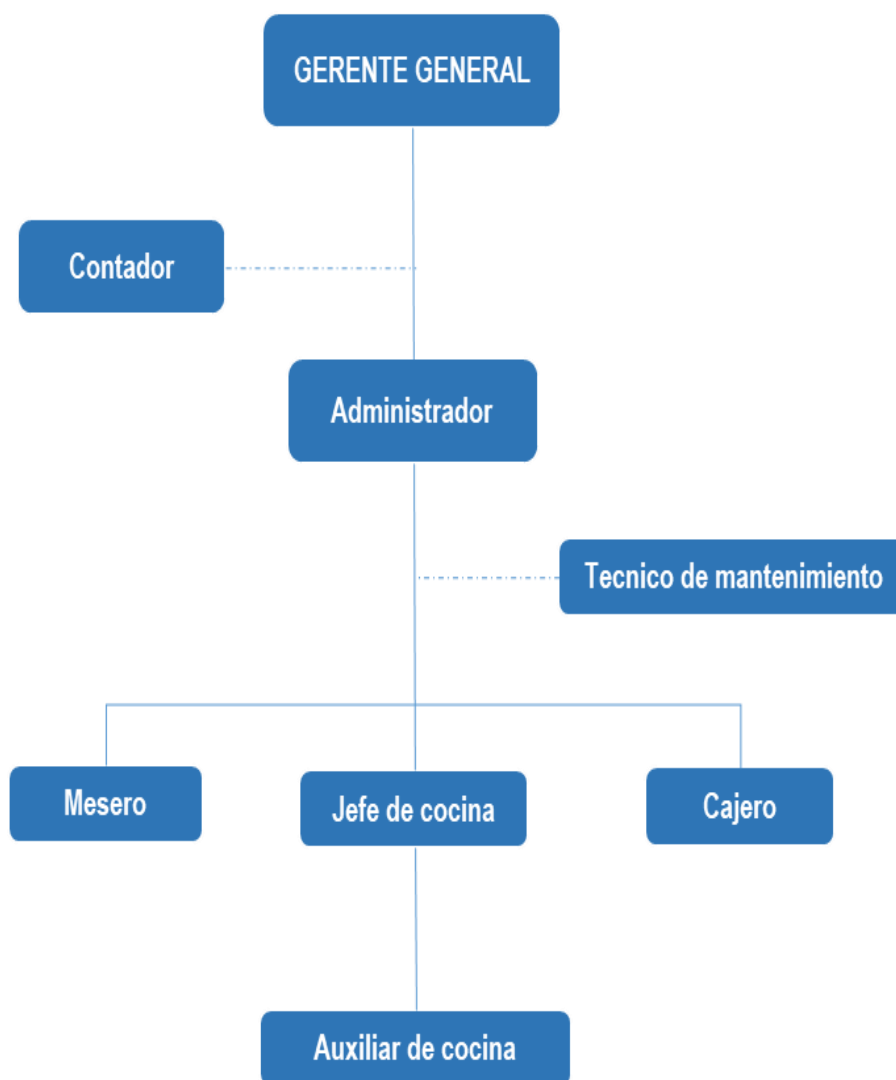 GERENTE GENERAL
Contador
Administrador
Tecnico de mantenimiento
Mesero
Jefe de cocina
Cajero
Auxiliar de cocina